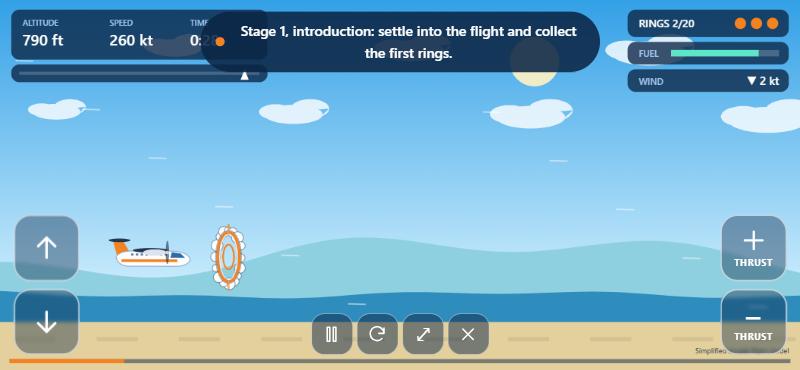 ALTITUDE SPEED TIME
790 ft 260 kt
Stage 1, introduction: settle into the flight and collect
the first rings.
RINGS 2/20
FUEL
WIND ▼ 2 kt
THRUST
THRUST
Simplified